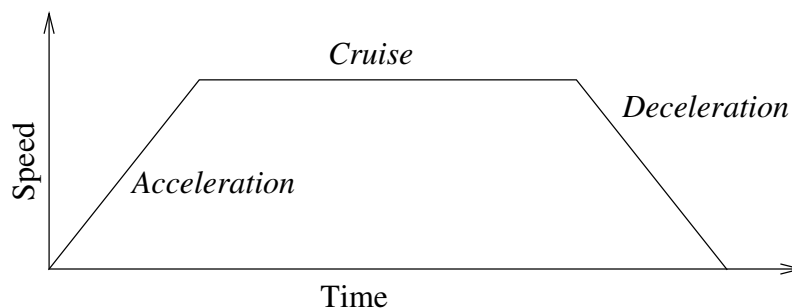 Cruise
Deceleration
Speed
Acceleration
Time